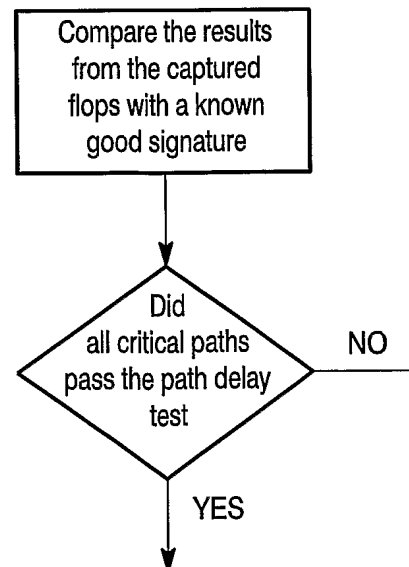 Compare the results
from the captured
flops with a known
good signature
Did
all critical paths
pass the path delay
test
NO
YES